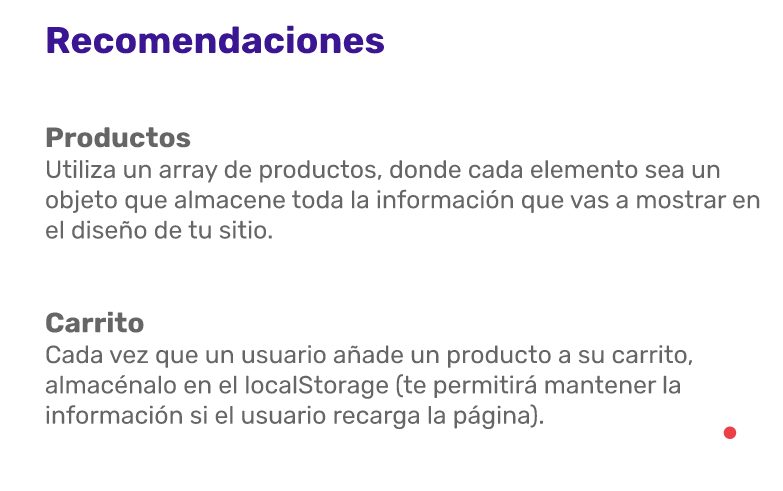 Recomendaciones
Productos
Utiliza un array de productos, donde cada elemento sea un
objeto que almacene toda la información que vas a mostrar en
el diseño de tu sitio.
Carrito
Cada vez que un usuario añade un producto a su carrito,
almacénalo en el localStorage (te permitirá mantener la
información si el usuario recarga la página).